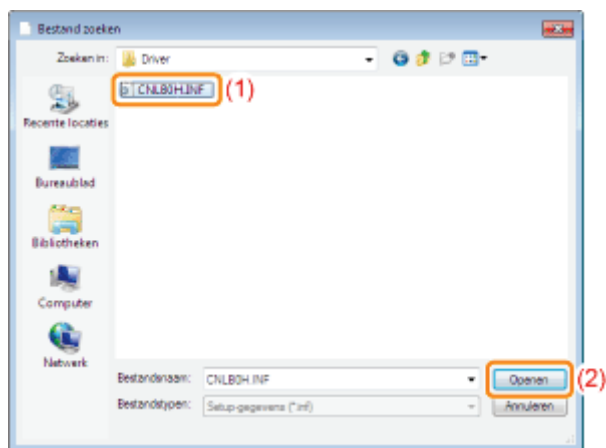 Bestand zoeken
Zoeken in: Driver
CNLB0H.INF (1)
Recente locaties
Bureaublad
Bibliotheken
Computer
Netwerk
Bestandsnaam: CNLB0H.INF Openen (2)
Bestandstypen: Setup-gegevens (*.inf) Annuleren